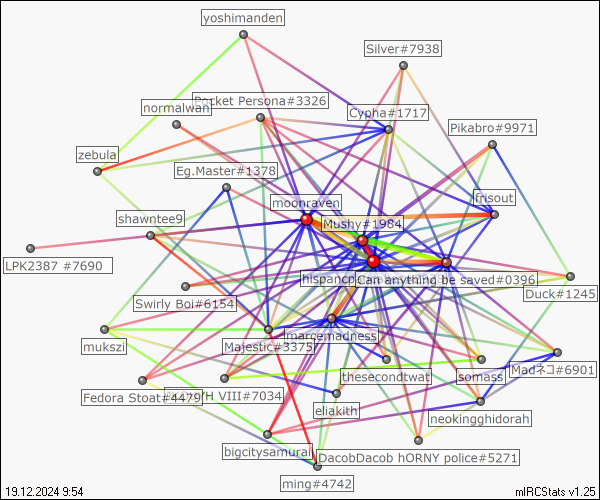 yoshimanden
Silver#7938
Pocket Persona#3326
normalwan
Cypha#1717
Pikabro#9971
zebula
Eg.Master#1378
frisout
moonraven
shawntee9
Mushy#1984
LPK2387 #7690
hispancp
Can anything be saved#0396
Swirly Boi#6154
Duck#1245
marcemadness
mukszi
Majestic#3375
thesecondtwat
somass
Madネコ#6901
Fedora Stoat#4479
VIII#7034
eliakith
neokingghidorah
bigcitysamurai
DacobDacob hORNY police#5271
ming#4742
19.12.2024 9:54
mIRCStats v1.25